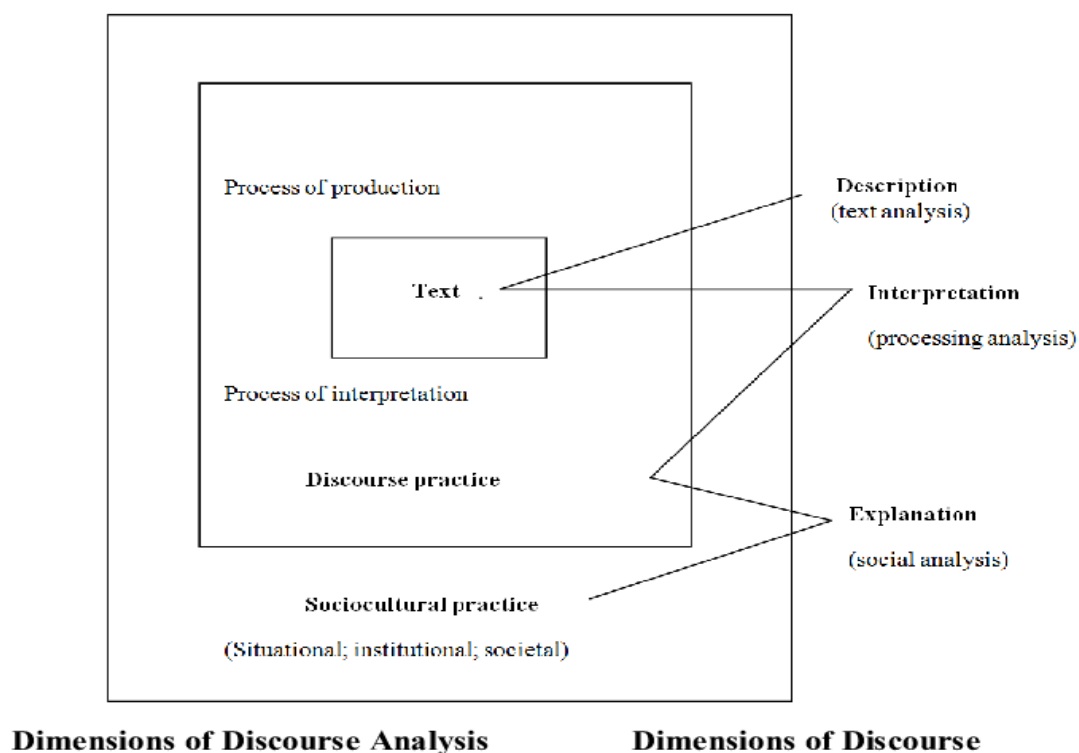 Process of production
Text
Process of interpretation
Discourse practice
Sociocultural practice
(Situational; institutional; societal)
Description
(text analysis)
Interpretation
(processing analysis)
Explanation
(social analysis)
Dimensions of Discourse Analysis
Dimensions of Discourse